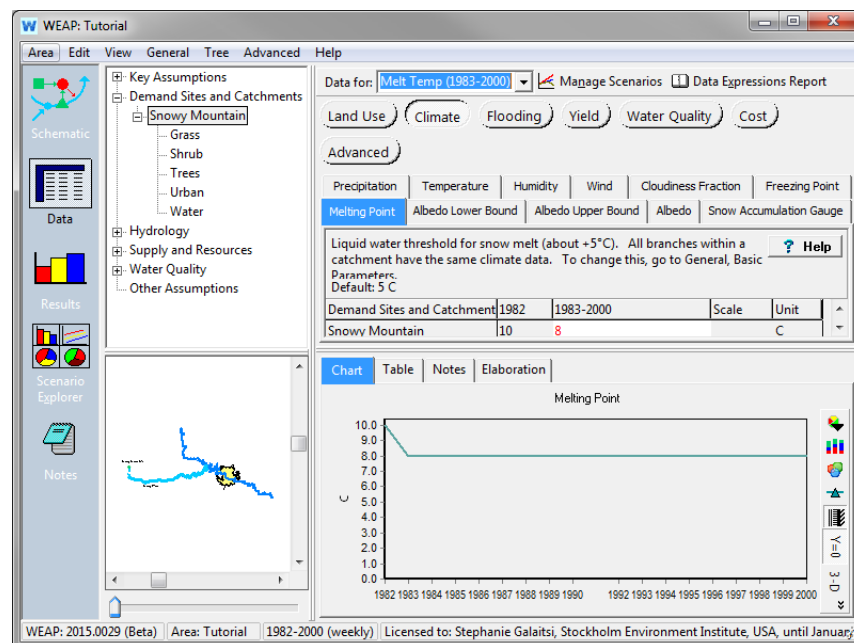 WEAP: Tutorial
Area Edit View General Tree Advanced Help
Schematic
Data
Results
Scenario
Explorer
Notes
Key Assumptions
Demand Sites and Catchments
Snowy Mountain
Grass
Shrub
Trees
Urban
Water
Hydrology
Supply and Resources
Water Quality
Other Assumptions
Data for: Melt Temp (1983-2000) Manage Scenarios Data Expressions Report
Land Use Climate Flooding Yield Water Quality Cost
Advanced
Precipitation Temperature Humidity Wind Cloudiness Fraction Freezing Point
Melting Point Albedo Lower Bound Albedo Upper Bound Albedo Snow Accumulation Gauge
Liquid water threshold for snow melt (about +5°C). All branches within a
catchment have the same climate data. To change this, go to General, Basic
Parameters.
Default: 5 C
? Help
Demand Sites and Catchment 1982 1983-2000 Scale Unit
Snowy Mountain 10 8 C
Chart Table Notes Elaboration
Melting Point
10.0
9.0
8.0
7.0
6.0
5.0
4.0
3.0
2.0
1.0
0.0
C
1982 1983 1984 1985 1986 1987 1988 1989 1990 1992 1993 1994 1995 1996 1997 1998 1999 2000
Y=0
3-D
WEAP: 2015.0029 (Beta) Area: Tutorial 1982-2000 (weekly) Licensed to: Stephanie Galaitsi, Stockholm Environment Institute, USA, until January